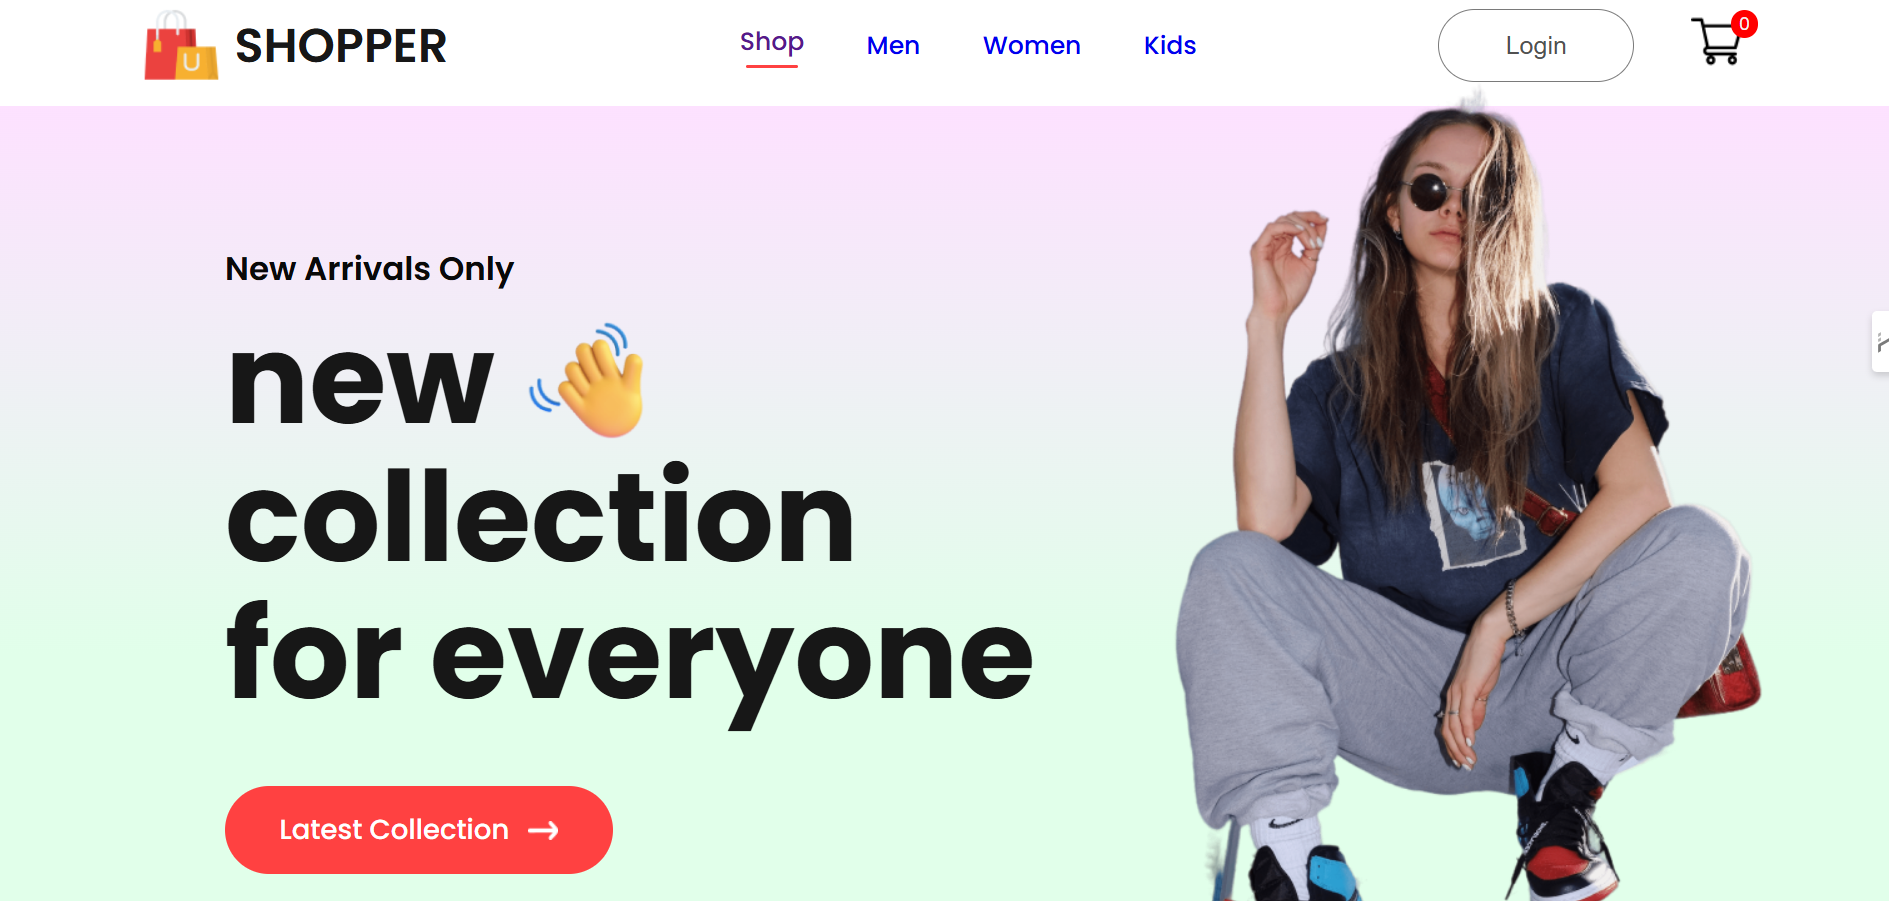 SHOPPER
Shop
Men
Women
Kids
Login
0
New Arrivals Only
new
collection
for everyone
Latest Collection